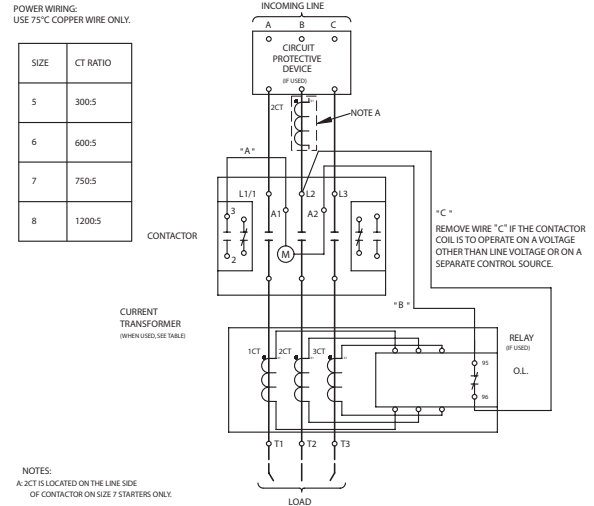 POWER WIRING:
USE 75°C COPPER WIRE ONLY.
SIZE CT RATIO
5 300:5
6 600:5
7 750:5
8 1200:5
INCOMING LINE
A B C
CIRCUIT
PROTECTIVE
DEVICE
(IF USED)
2CT
NOTE A
"A"
L1/1 L2 L3
3 A1 A2
2 M
CONTACTOR
"C"
REMOVE WIRE "C" IF THE CONTACTOR
COIL IS TO OPERATE ON A VOLTAGE
OTHER THAN LINE VOLTAGE OR ON A
SEPARATE CONTROL SOURCE.
"B"
CURRENT
TRANSFORMER
(WHEN USED, SEE TABLE)
1CT 2CT 3CT
RELAY
(IF USED)
O.L.
95
96
T1 T2 T3
LOAD
NOTES:
A: 2CT IS LOCATED ON THE LINE SIDE
OF CONTACTOR ON SIZE 7 STARTERS ONLY.